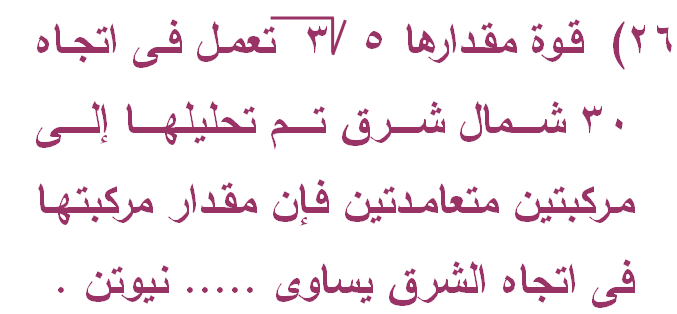 ٢٦) قوة مقدارها ٥ √٣ تعمل فى اتجاه
٣٠ شمال شرق تم تحليلها إلى
مركبتين متعامدتين فإن مقدار مركبتها
فى اتجاه الشرق يساوى ..... نيوتن .